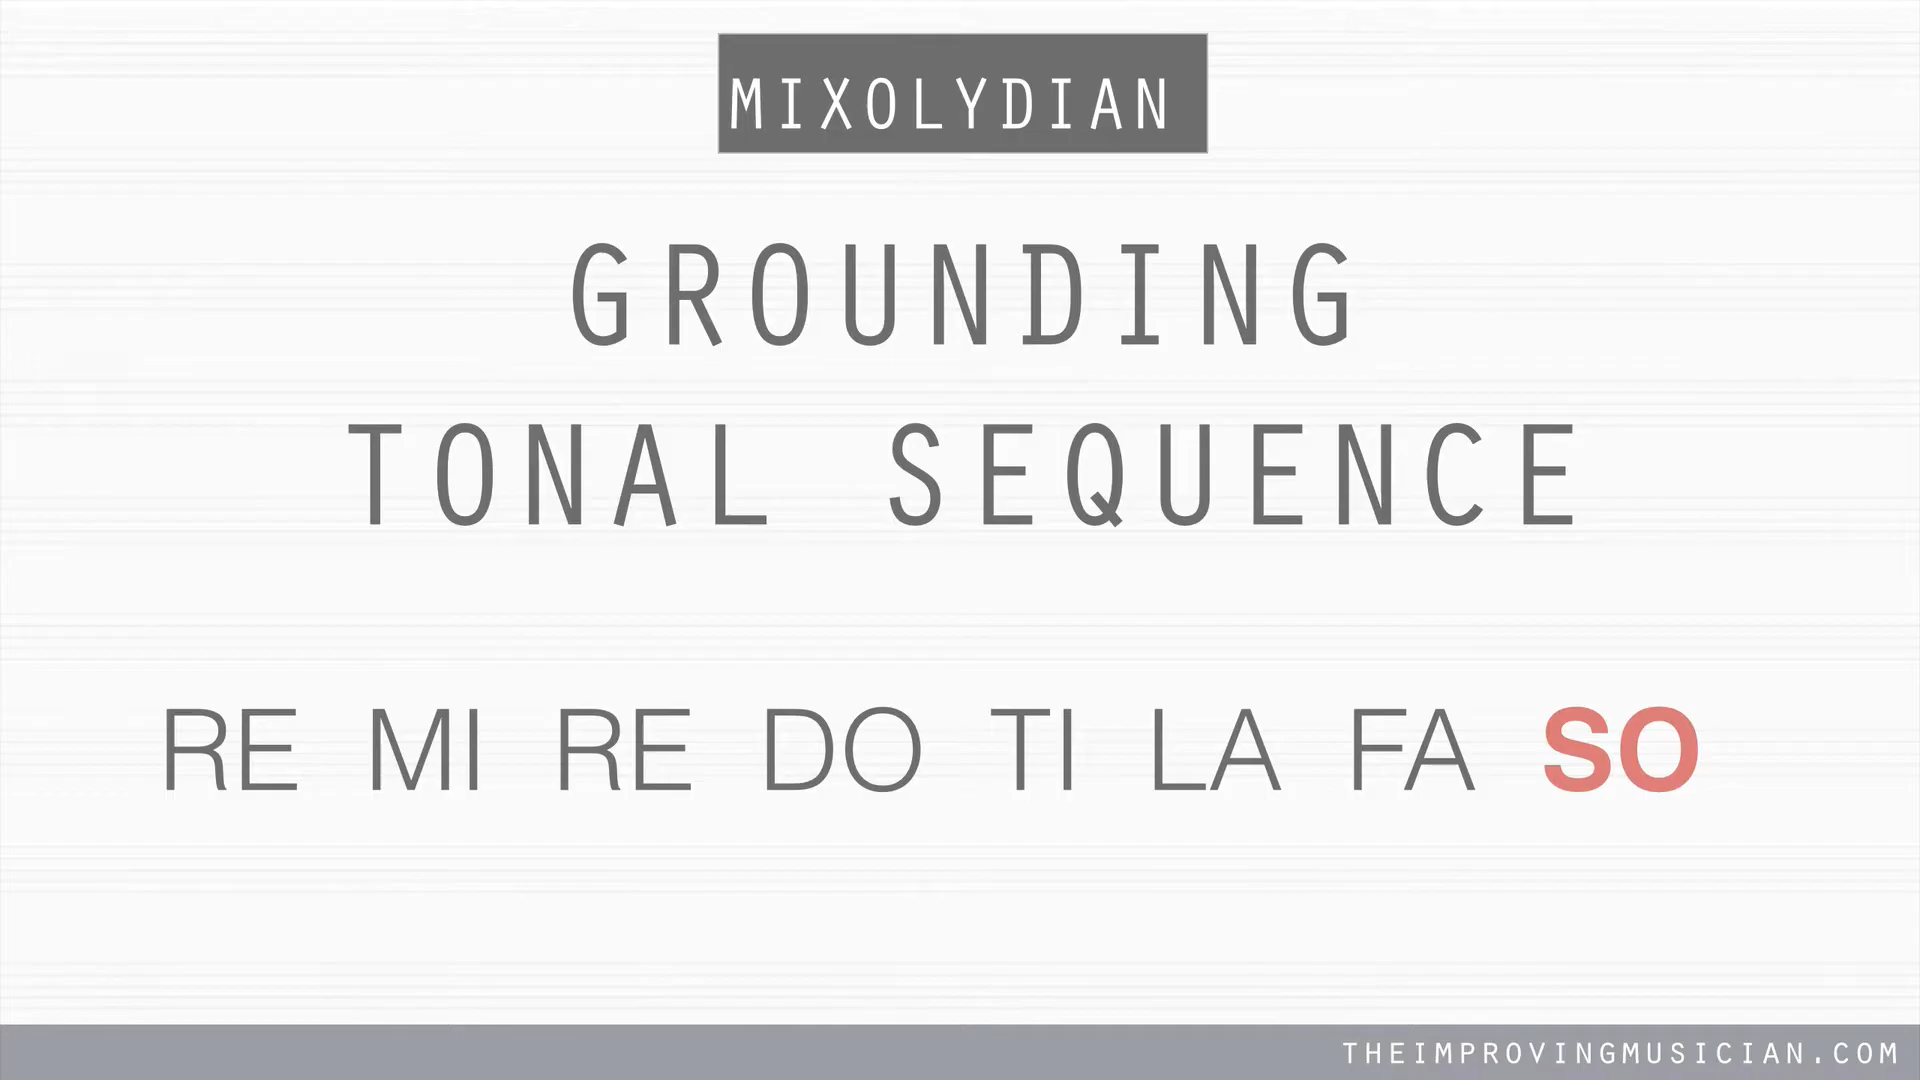 MIXOLYDIAN
GROUNDING
TONAL SEQUENCE
RE MI RE DO TI LA FA SO
THEIMPROVINGMUSICIAN.COM